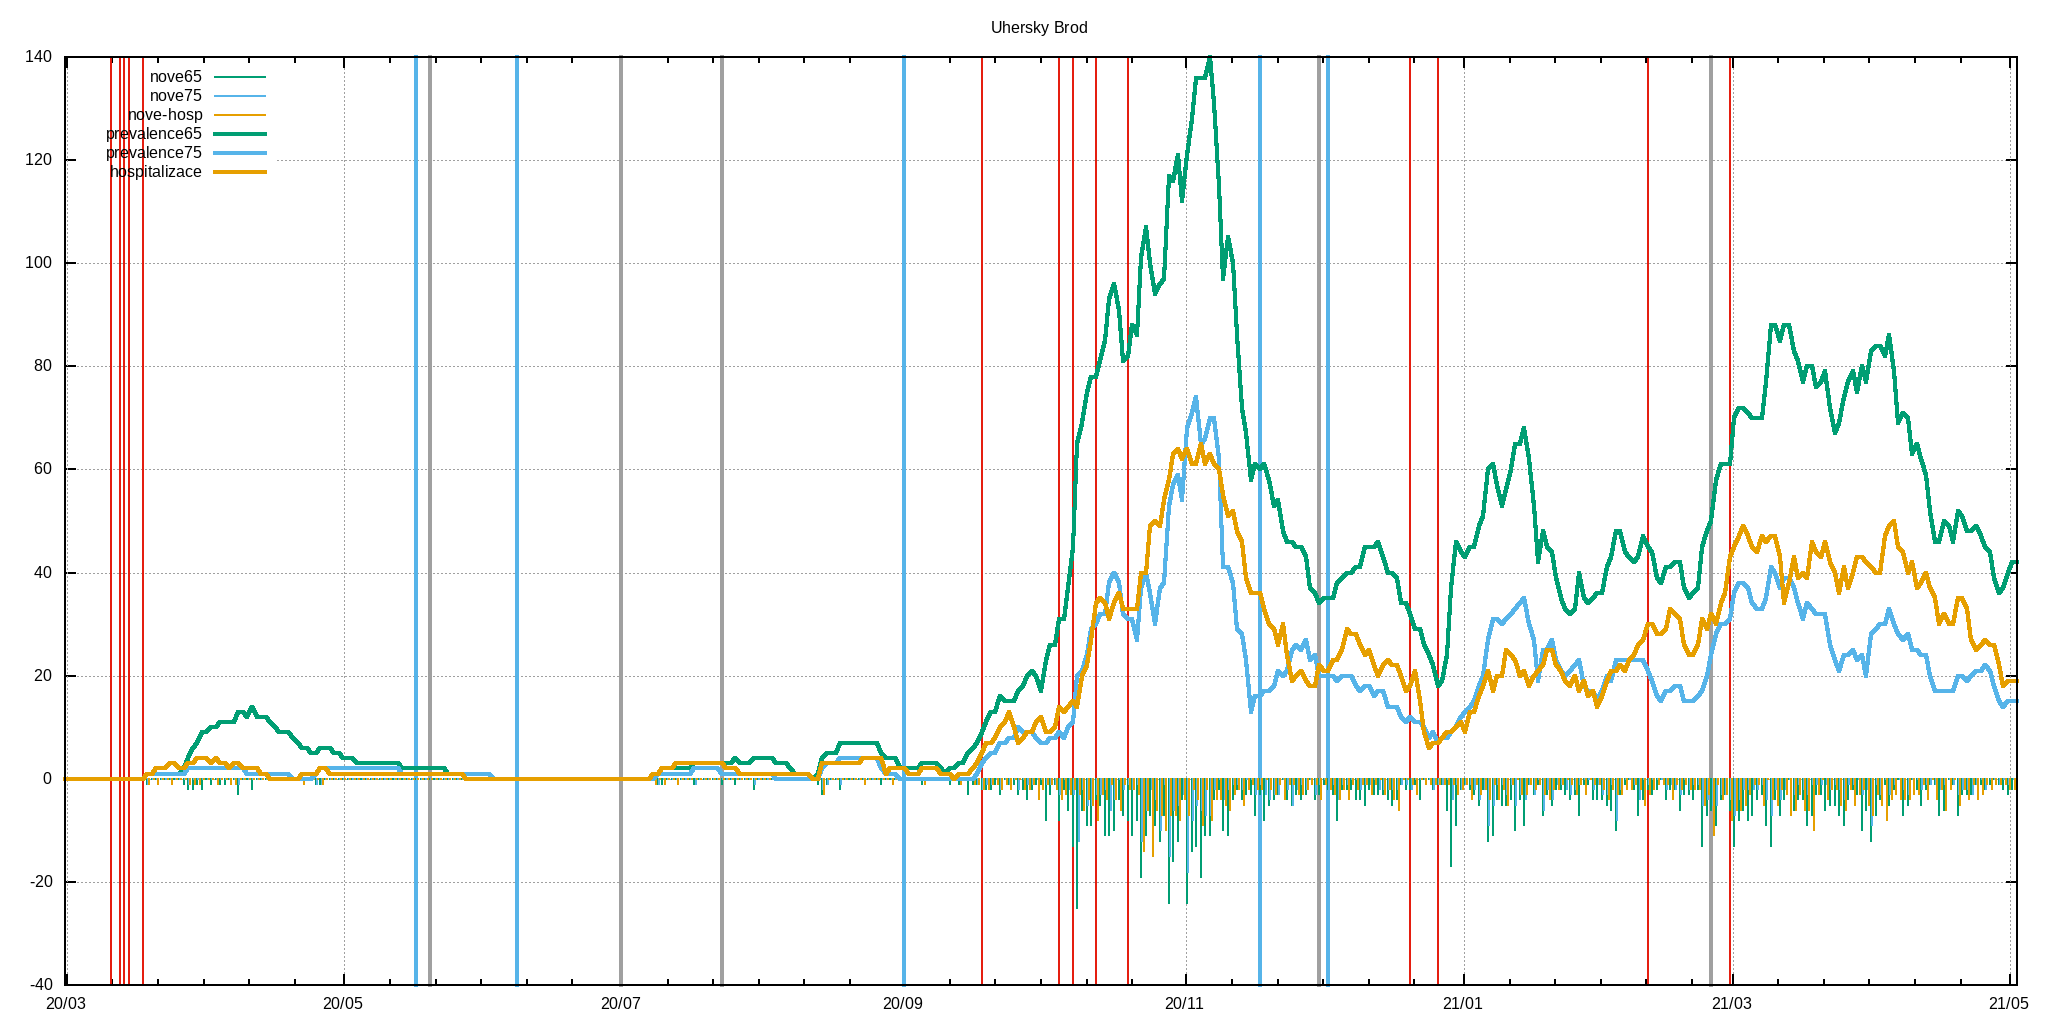 Uhersky Brod
140
120
100
80
60
40
20
0
-20
-40
nove65
nove75
nove-hosp
prevalence65
prevalence75
hospitalizace
20/03 20/05 20/07 20/09 20/11 21/01 21/03 21/05